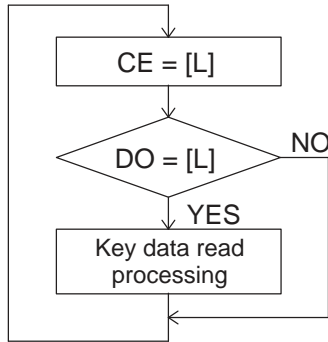 CE = [L]
DO = [L]
NO
YES
Key data read
processing